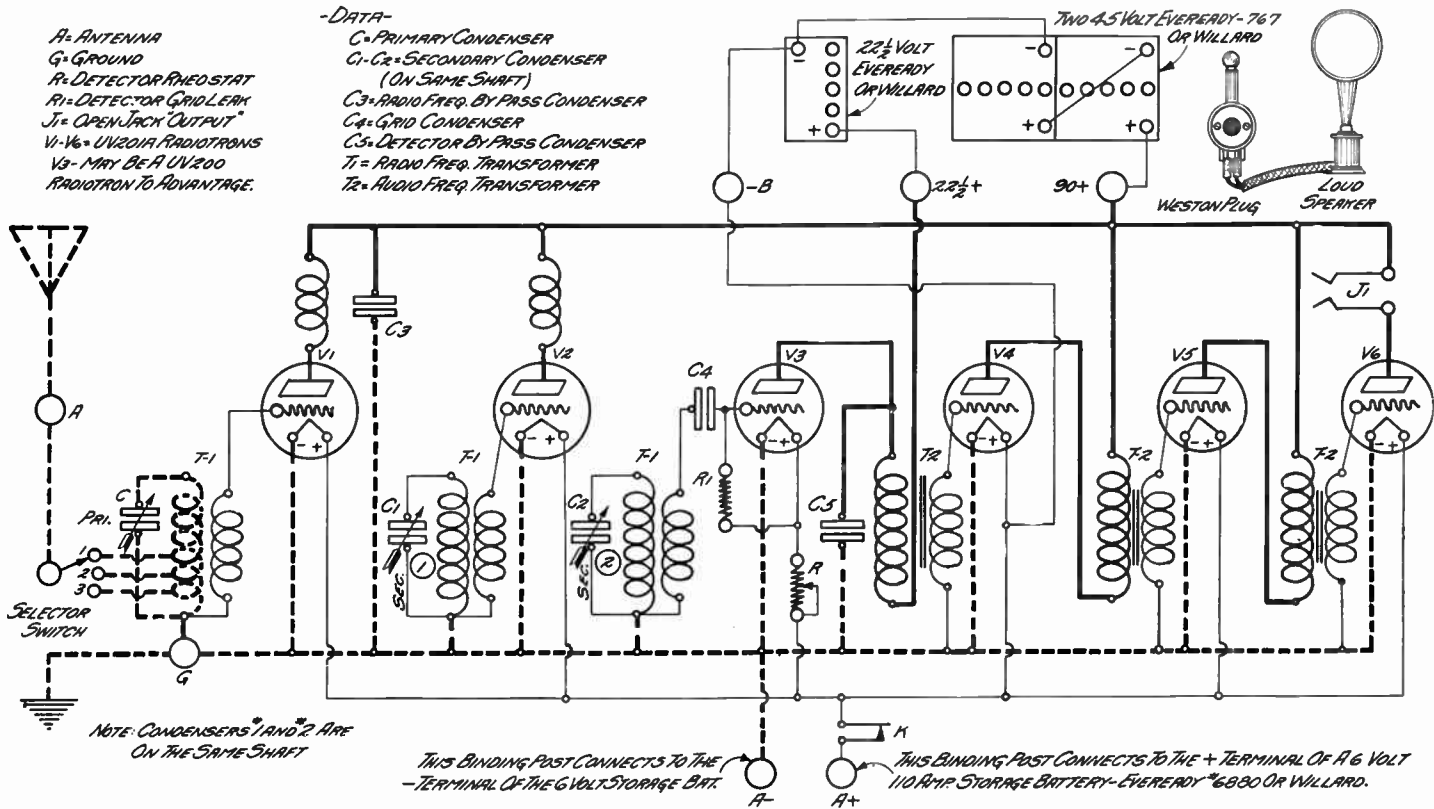 -DATA-
A= ANTENNA
G= GROUND
R= DETECTOR RHEOSTAT
R1= DETECTOR GRID LEAK
J1= OPEN JACK "OUTPUT"
V1-V6= UV201A RADIOTRONS
V3- MAY BE A UV200
RADIOTRON TO ADVANTAGE.
C= PRIMARY CONDENSER
C1-C2= SECONDARY CONDENSER
(ON SAME SHAFT)
C3= RADIO FREQ. BY PASS CONDENSER
C4= GRID CONDENSER
C5= DETECTOR BY PASS CONDENSER
T1= RADIO FREQ. TRANSFORMER
T2= AUDIO FREQ. TRANSFORMER
-
+
22½ VOLT
EVEREADY
OR WILLARD
TWO 45 VOLT EVEREADY-767
OR WILLARD
-
-
+
+
-B
22½+
90+
WESTON PLUG
LOUD
SPEAKER
A
C3
J1
V1
V2
V3
V4
V5
V6
C4
- +
- +
- +
- +
- +
- +
T-1
T-1
T-1
T-2
T-2
T-2
C
PRI.
C1
SEC.
1
C2
SEC.
2
R1
C5
R
1
2
3
SELECTOR
SWITCH
G
NOTE: CONDENSERS #1 AND #2 ARE
ON THE SAME SHAFT
K
THIS BINDING POST CONNECTS TO THE
- TERMINAL OF THE 6 VOLT STORAGE BAT.
A-
A+
THIS BINDING POST CONNECTS TO THE + TERMINAL OF A 6 VOLT
110 AMP. STORAGE BATTERY-EVEREADY #6880 OR WILLARD.